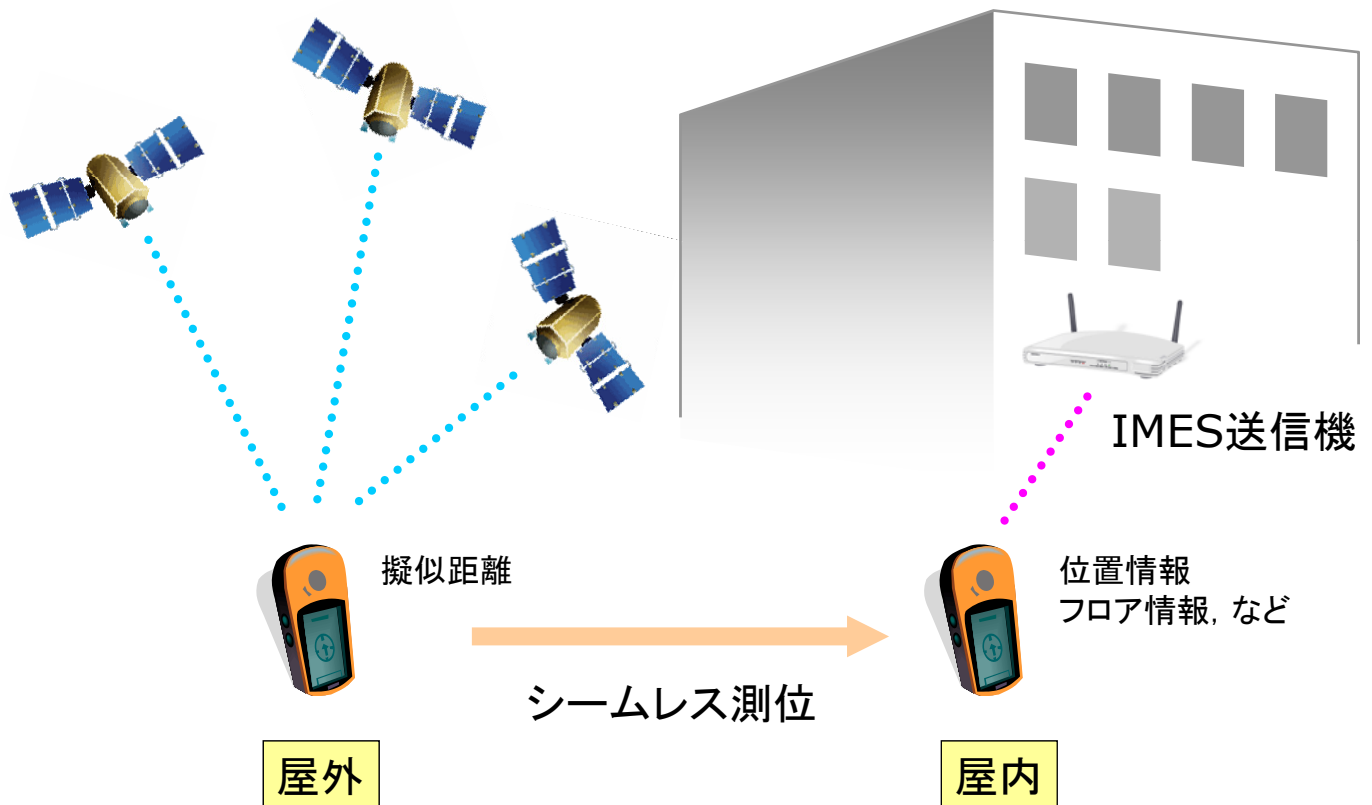 IMES送信機
擬似距離
位置情報
フロア情報, など
シームレス測位
屋外
屋内